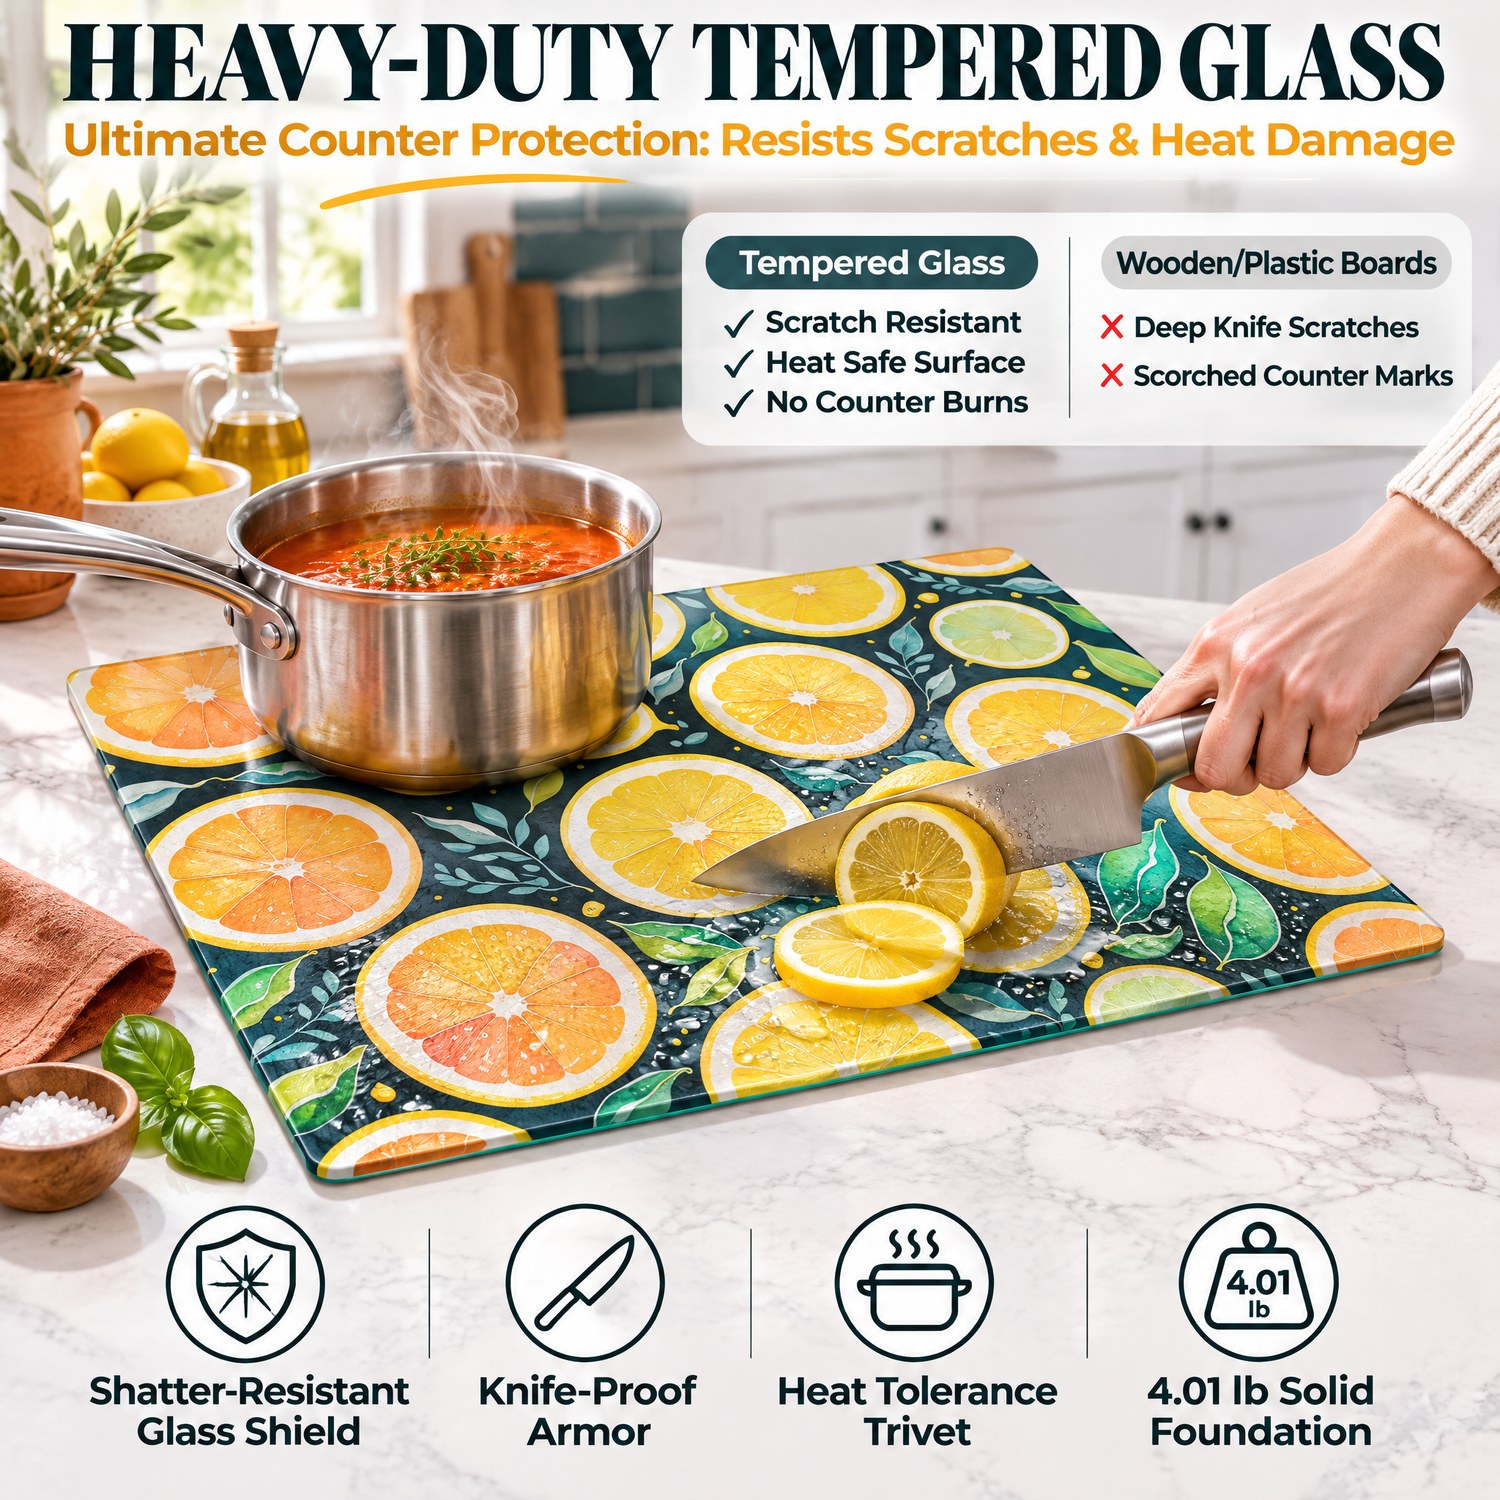 HEAVY-DUTY TEMPERED GLASS
Ultimate Counter Protection: Resists Scratches & Heat Damage
Tempered Glass
✓ Scratch Resistant
✓ Heat Safe Surface
✓ No Counter Burns
Wooden/Plastic Boards
✗ Deep Knife Scratches
✗ Scorched Counter Marks
Shatter-Resistant
Glass Shield
Knife-Proof
Armor
Heat Tolerance
Trivet
4.01
lb
4.01 lb Solid
Foundation